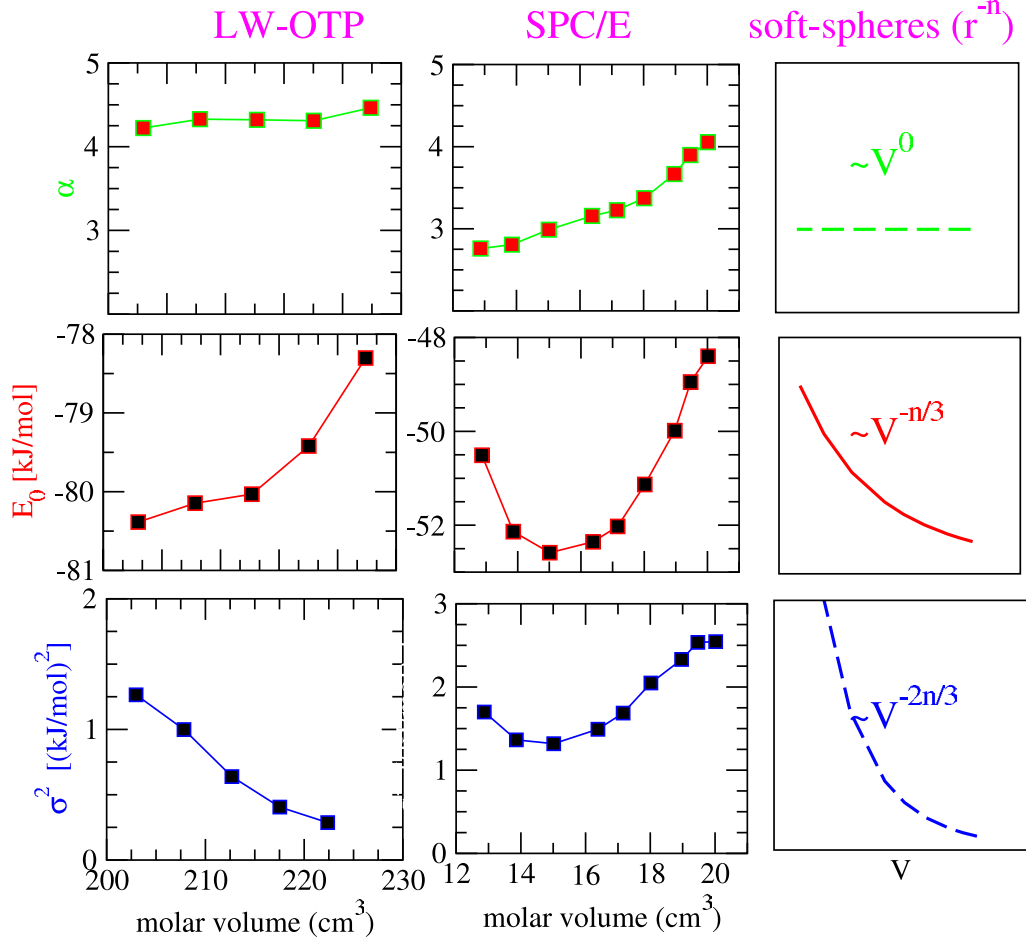 LW-OTP SPC/E soft-spheres (r^-n)
5 5
4 4
3 3
α
~V^0
-78 -48
-79
-50
-80
-52
-81
E_0 [kJ/mol]
~V^-n/3
2 3
2
1
1
0 0
σ^2 [(kJ/mol)^2]
~V^-2n/3
200 210 220 230 12 14 16 18 20 V
molar volume (cm^3) molar volume (cm^3)